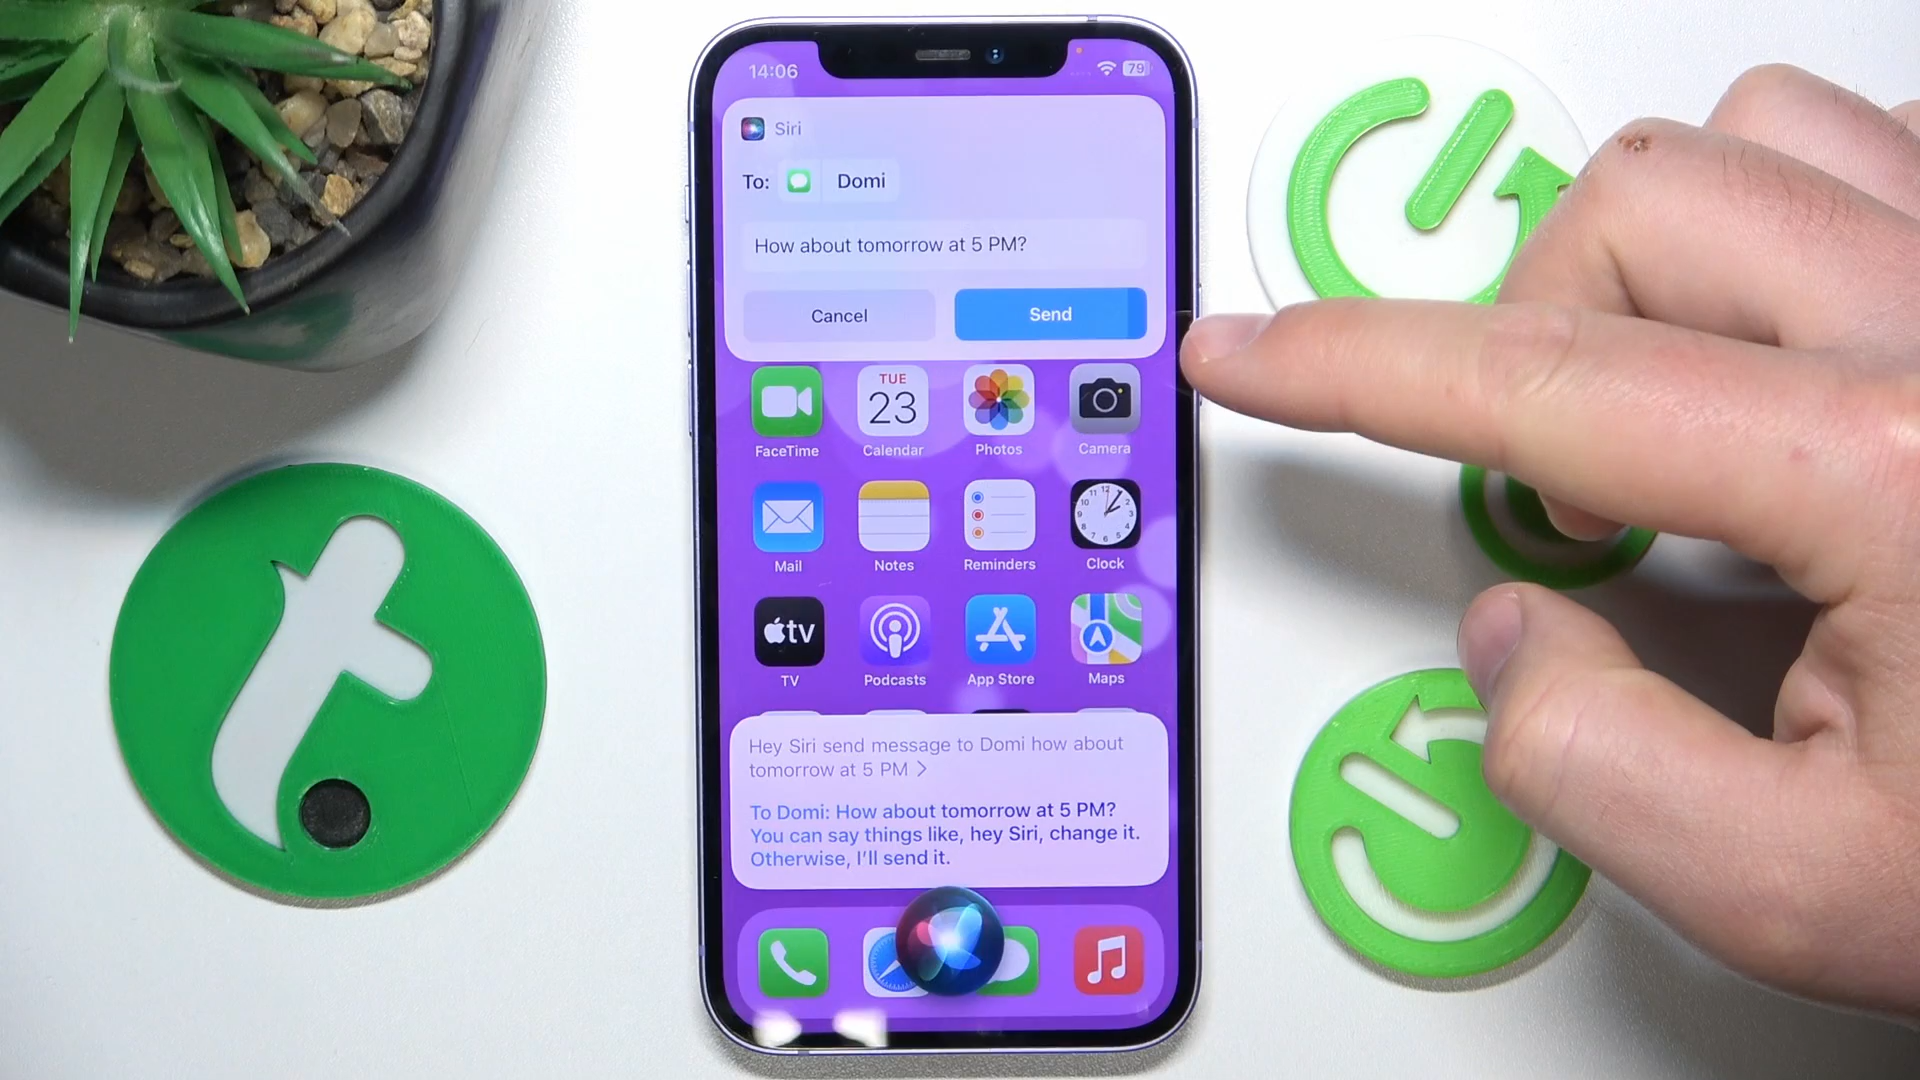 14:06
79
Siri
To: Domi
How about tomorrow at 5 PM?
Cancel
Send
TUE
23
FaceTime
Calendar
Photos
Camera
Mail
Notes
Reminders
Clock
tv
TV
Podcasts
App Store
Maps
Hey Siri send message to Domi how about
tomorrow at 5 PM >
To Domi: How about tomorrow at 5 PM?
You can say things like, hey Siri, change it.
Otherwise, I'll send it.